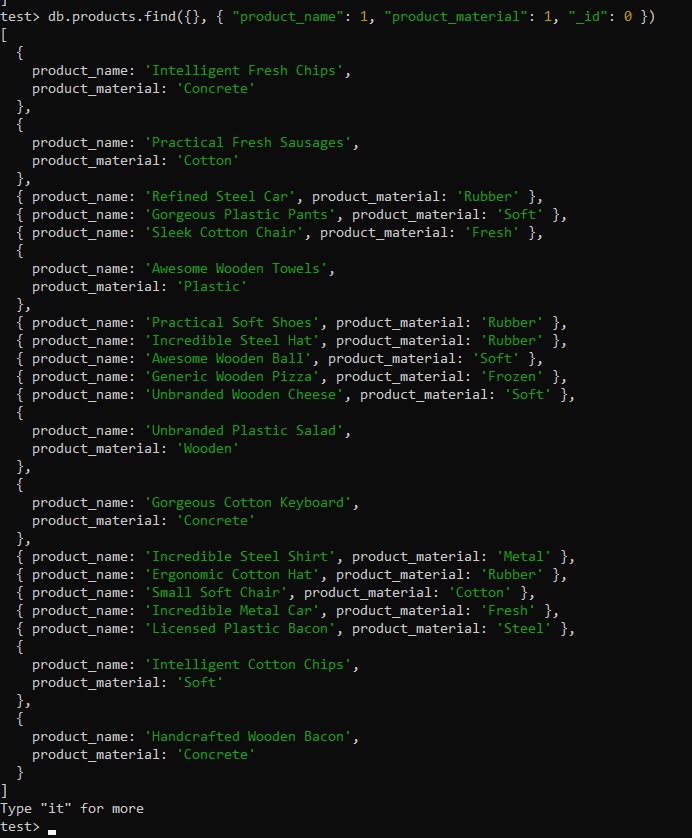 ]
test> db.products.find({}, { "product_name": 1, "product_material": 1, "_id": 0 })
[
  {
    product_name: 'Intelligent Fresh Chips',
    product_material: 'Concrete'
  },
  {
    product_name: 'Practical Fresh Sausages',
    product_material: 'Cotton'
  },
  { product_name: 'Refined Steel Car', product_material: 'Rubber' },
  { product_name: 'Gorgeous Plastic Pants', product_material: 'Soft' },
  { product_name: 'Sleek Cotton Chair', product_material: 'Fresh' },
  {
    product_name: 'Awesome Wooden Towels',
    product_material: 'Plastic'
  },
  { product_name: 'Practical Soft Shoes', product_material: 'Rubber' },
  { product_name: 'Incredible Steel Hat', product_material: 'Rubber' },
  { product_name: 'Awesome Wooden Ball', product_material: 'Soft' },
  { product_name: 'Generic Wooden Pizza', product_material: 'Frozen' },
  { product_name: 'Unbranded Wooden Cheese', product_material: 'Soft' },
  {
    product_name: 'Unbranded Plastic Salad',
    product_material: 'Wooden'
  },
  {
    product_name: 'Gorgeous Cotton Keyboard',
    product_material: 'Concrete'
  },
  { product_name: 'Incredible Steel Shirt', product_material: 'Metal' },
  { product_name: 'Ergonomic Cotton Hat', product_material: 'Rubber' },
  { product_name: 'Small Soft Chair', product_material: 'Cotton' },
  { product_name: 'Incredible Metal Car', product_material: 'Fresh' },
  { product_name: 'Licensed Plastic Bacon', product_material: 'Steel' },
  {
    product_name: 'Intelligent Cotton Chips',
    product_material: 'Soft'
  },
  {
    product_name: 'Handcrafted Wooden Bacon',
    product_material: 'Concrete'
  }
]
Type "it" for more
test>